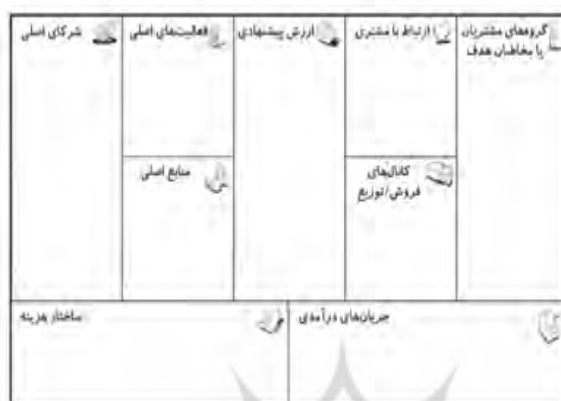 گروه‌های مشتریان
یا مخاطبان هدف
ارتباط با مشتری
کانال‌های
فروش/توزیع
ارزش پیشنهادی
فعالیت‌های اصلی
منابع اصلی
شرکای اصلی
جریان‌های درآمدی
ساختار هزینه